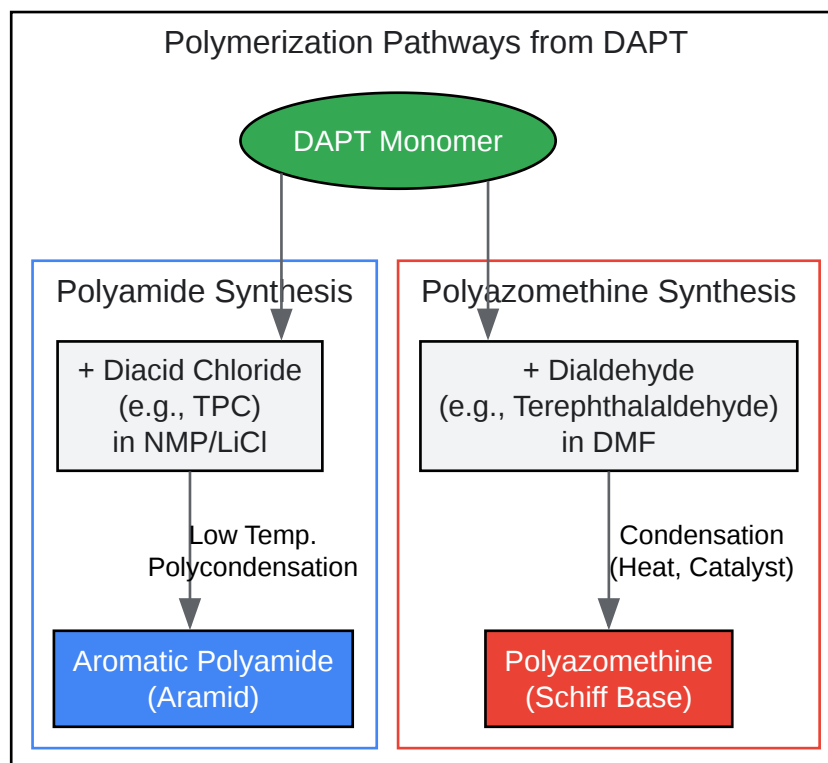 Polymerization Pathways from DAPT
DAPT Monomer
Polyamide Synthesis
+ Diacid Chloride
(e.g., TPC)
in NMP/LiCl
Low Temp.
Polycondensation
Aromatic Polyamide
(Aramid)
Polyazomethine Synthesis
+ Dialdehyde
(e.g., Terephthalaldehyde)
in DMF
Condensation
(Heat, Catalyst)
Polyazomethine
(Schiff Base)